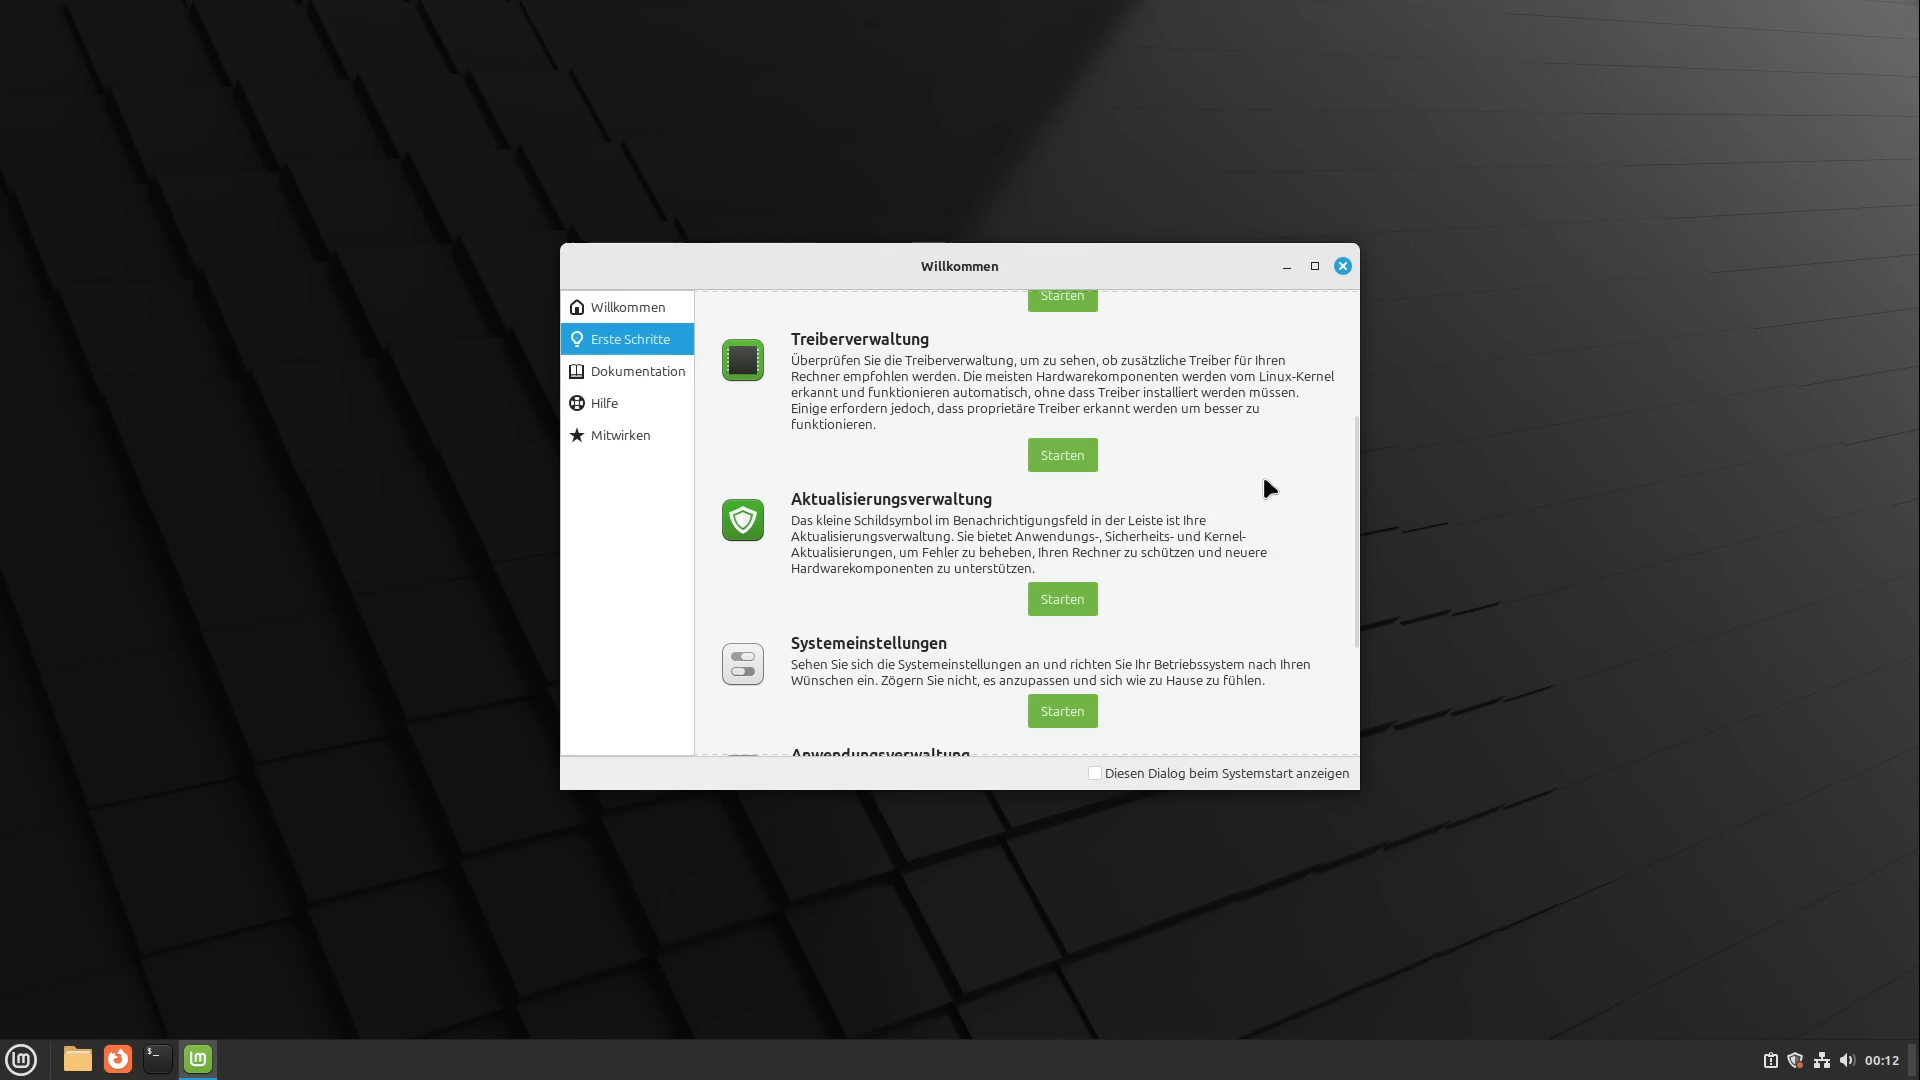 Willkommen
Willkommen
Erste Schritte
Dokumentation
Hilfe
Mitwirken
Starten
Treiberverwaltung
Überprüfen Sie die Treiberverwaltung, um zu sehen, ob zusätzliche Treiber für Ihren
Rechner empfohlen werden. Die meisten Hardwarekomponenten werden vom Linux-Kernel
erkannt und funktionieren automatisch, ohne dass Treiber installiert werden müssen.
Einige erfordern jedoch, dass proprietäre Treiber erkannt werden um besser zu
funktionieren.
Starten
Aktualisierungsverwaltung
Das kleine Schildsymbol im Benachrichtigungsfeld in der Leiste ist Ihre
Aktualisierungsverwaltung. Sie bietet Anwendungs-, Sicherheits- und Kernel-
Aktualisierungen, um Fehler zu beheben, Ihren Rechner zu schützen und neuere
Hardwarekomponenten zu unterstützen.
Starten
Systemeinstellungen
Sehen Sie sich die Systemeinstellungen an und richten Sie Ihr Betriebssystem nach Ihren
Wünschen ein. Zögern Sie nicht, es anzupassen und sich wie zu Hause zu fühlen.
Starten
Anwendungsverwaltung
Diesen Dialog beim Systemstart anzeigen
$_
00:12